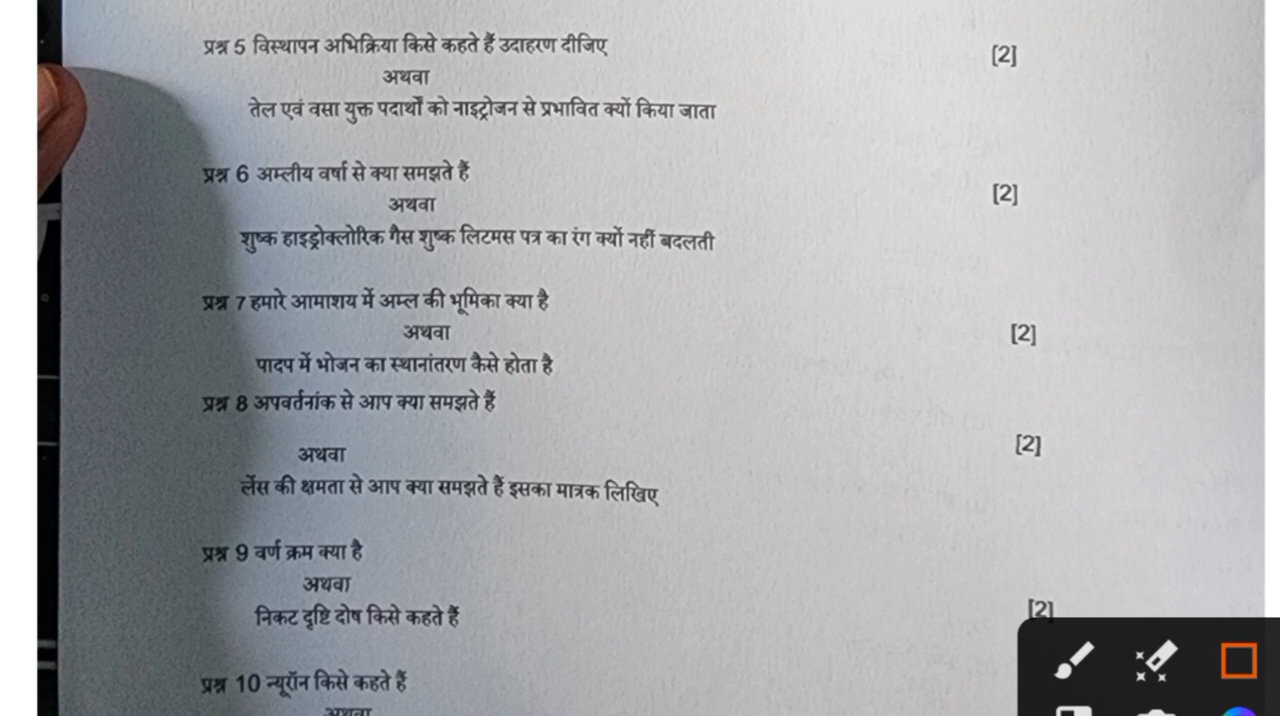 प्रश्न 5 विस्थापन अभिक्रिया किसे कहते हैं उदाहरण दीजिए [2]
अथवा
तेल एवं वसा युक्त पदार्थों को नाइट्रोजन से प्रभावित क्यों किया जाता
प्रश्न 6 अम्लीय वर्षा से क्या समझते हैं [2]
अथवा
शुष्क हाइड्रोक्लोरिक गैस शुष्क लिटमस पत्र का रंग क्यों नहीं बदलती
प्रश्न 7 हमारे आमाशय में अम्ल की भूमिका क्या है
अथवा [2]
पादप में भोजन का स्थानांतरण कैसे होता है
प्रश्न 8 अपवर्तनांक से आप क्या समझते हैं
अथवा [2]
लेंस की क्षमता से आप क्या समझते हैं इसका मात्रक लिखिए
प्रश्न 9 वर्ण क्रम क्या है
अथवा
निकट दृष्टि दोष किसे कहते हैं [2]
प्रश्न 10 न्यूरॉन किसे कहते हैं
अथवा